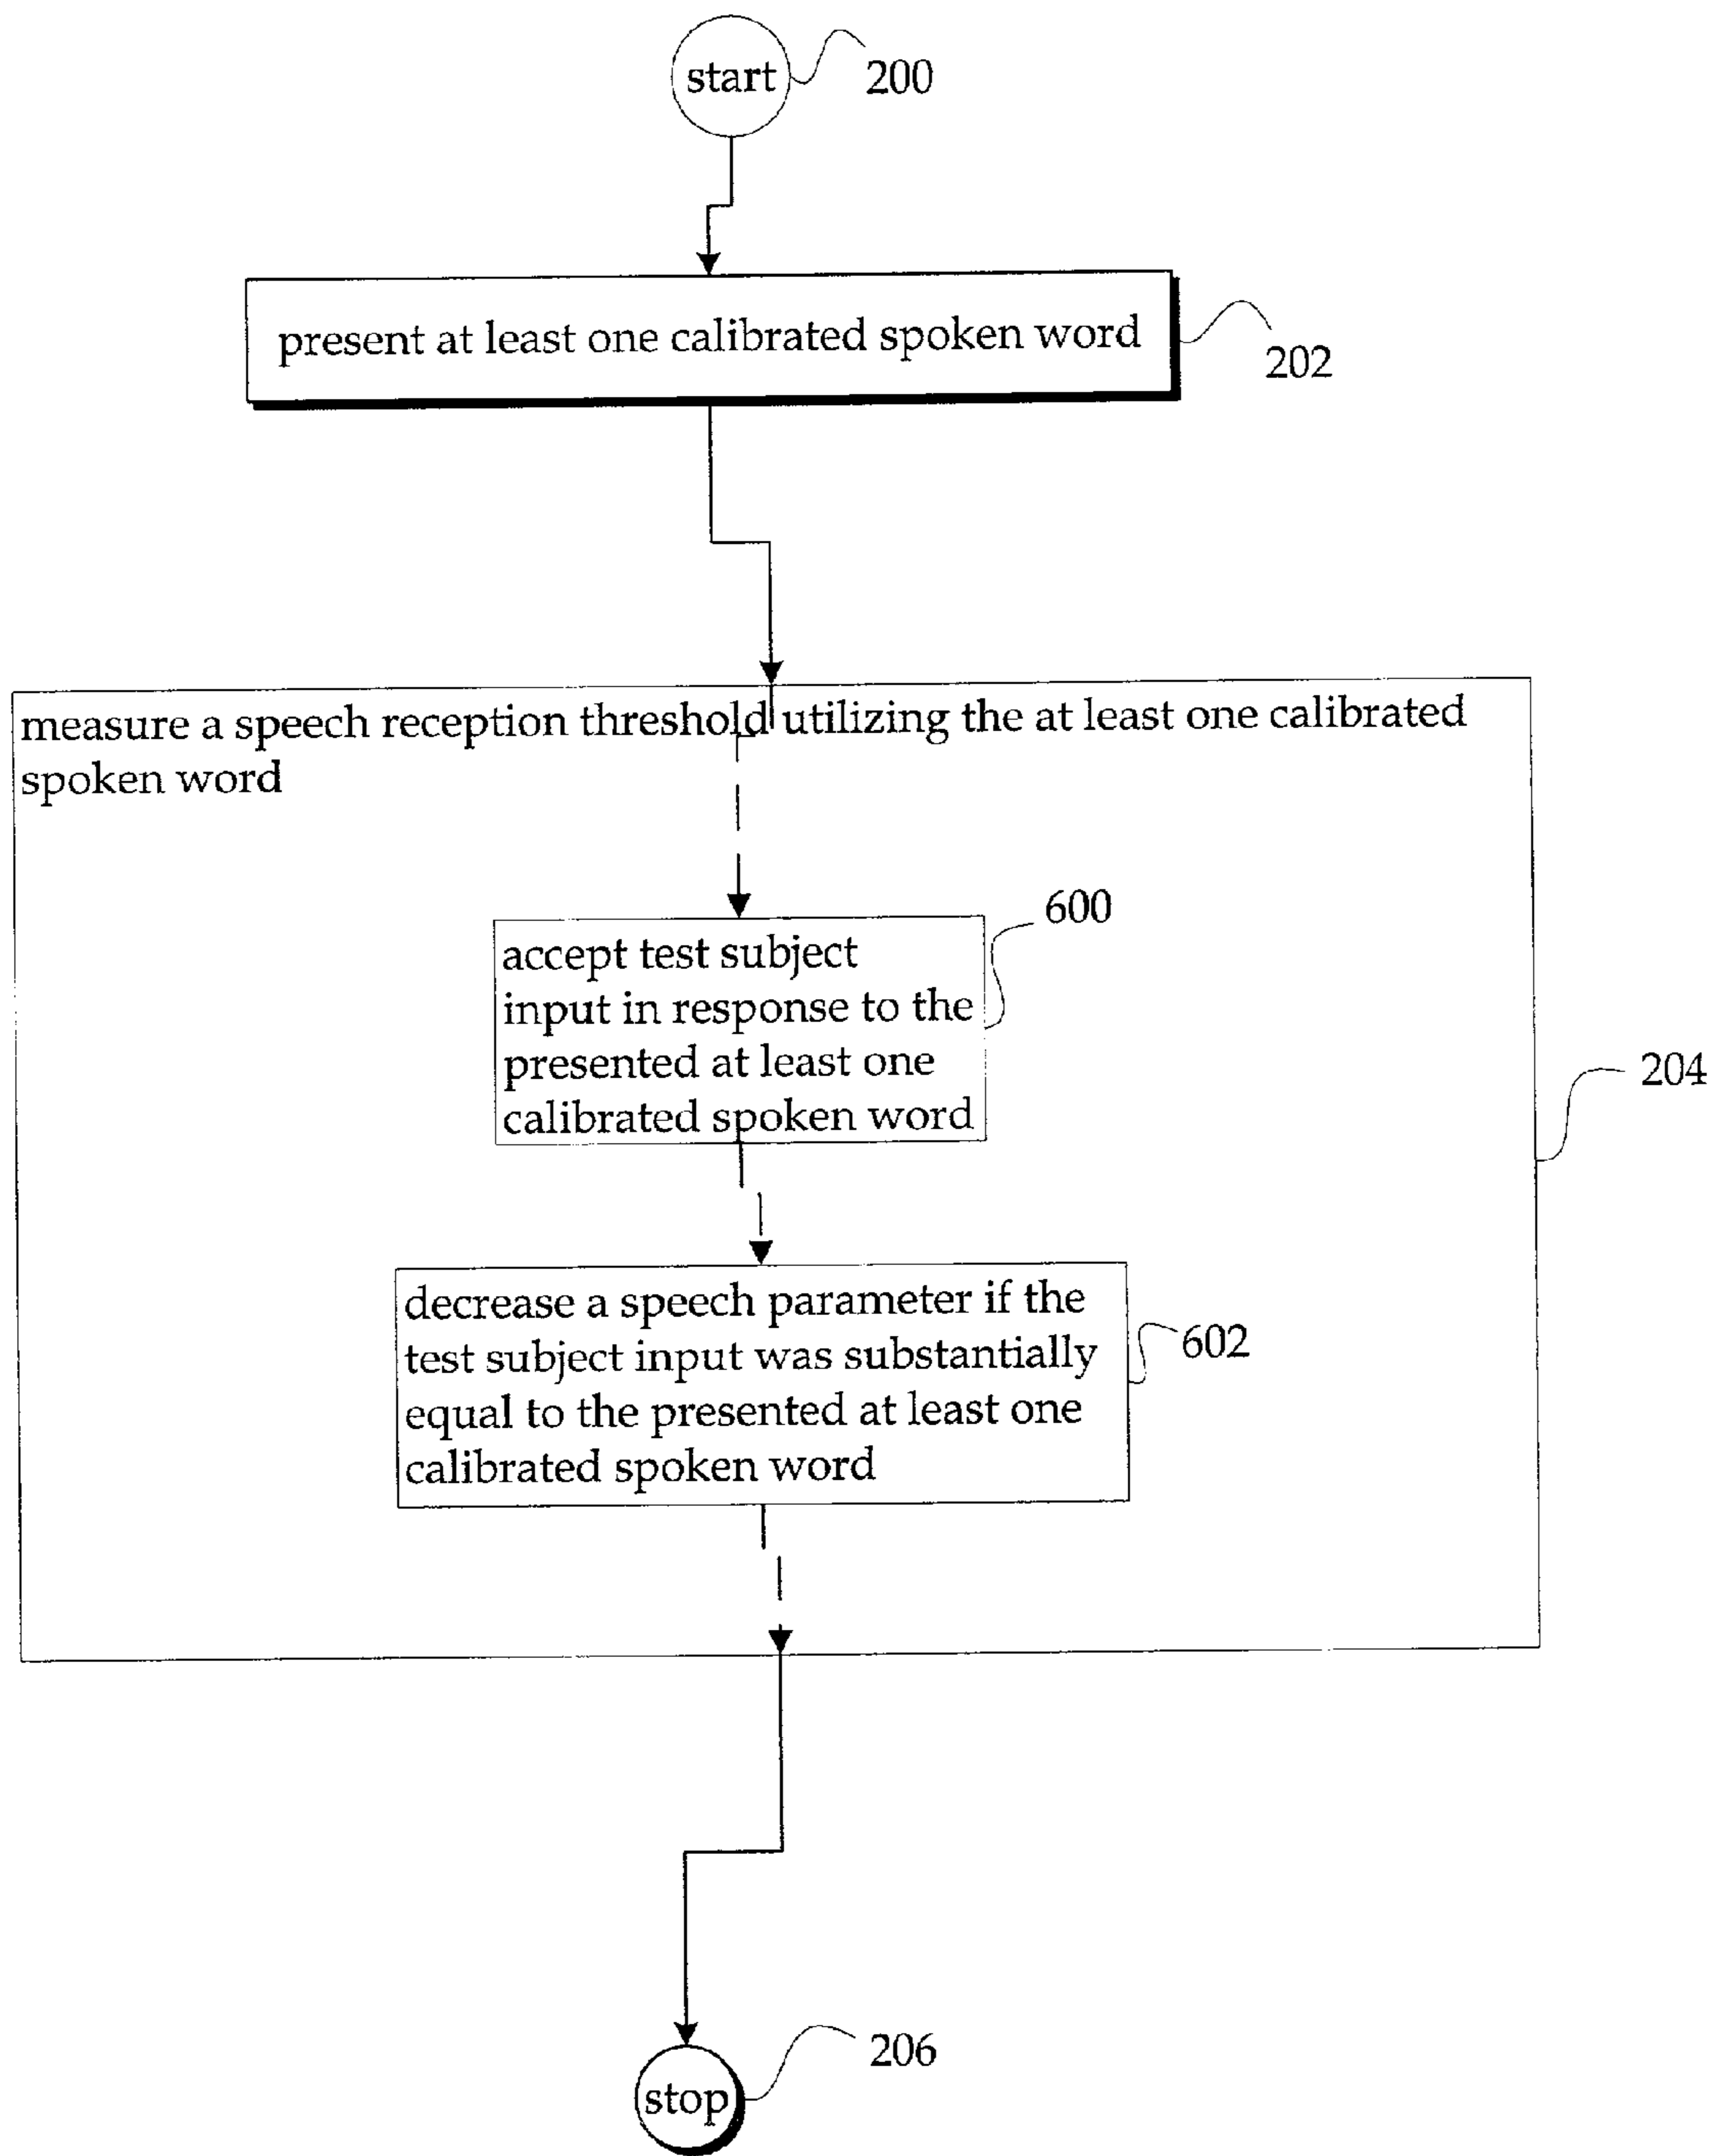 start
200
present at least one calibrated spoken word
202
measure a speech reception threshold utilizing the at least one calibrated
spoken word
600
accept test subject
input in response to the
presented at least one
calibrated spoken word
204
decrease a speech parameter if the
test subject input was substantially
equal to the presented at least one
calibrated spoken word
602
206
stop